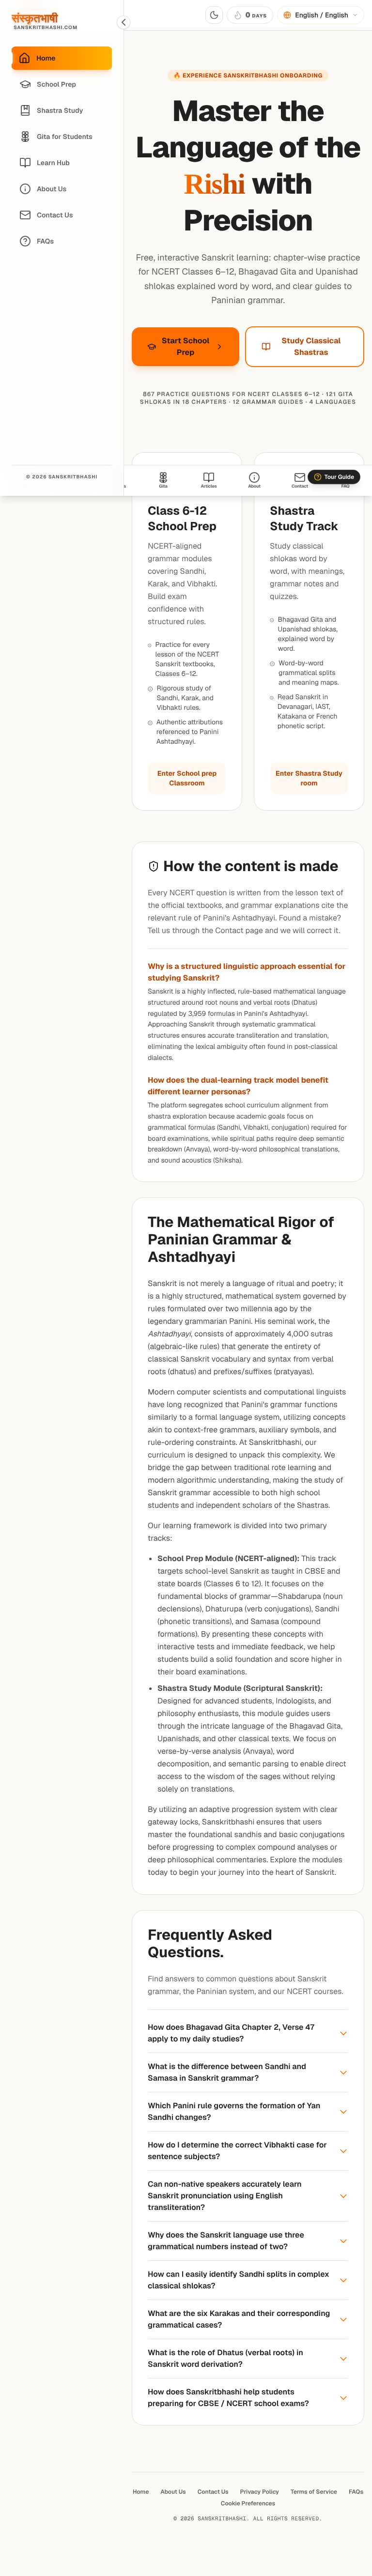 संस्कृतभाषी
SANSKRITBHASHI.COM
Home
School Prep
Shastra Study
Gita for Students
Learn Hub
About Us
Contact Us
FAQs
© 2026 SANSKRITBHASHI
0 DAYS
English / English
🔥 EXPERIENCE SANSKRITBHASHI ONBOARDING
Master the
Language of the
Rishi with
Precision
Free, interactive Sanskrit learning: chapter-wise practice
for NCERT Classes 6–12, Bhagavad Gita and Upanishad
shlokas explained word by word, and clear guides to
Paninian grammar.
Start School
Prep
Study Classical
Shastras
867 PRACTICE QUESTIONS FOR NCERT CLASSES 6–12 · 121 GITA
SHLOKAS IN 18 CHAPTERS · 12 GRAMMAR GUIDES · 4 LANGUAGES
Gita
Articles
About
Contact
FAQ
Tour Guide
Class 6-12
School Prep
NCERT-aligned
grammar modules
covering Sandhi,
Karak, and Vibhakti.
Build exam
confidence with
structured rules.
Practice for every
lesson of the NCERT
Sanskrit textbooks,
Classes 6–12.
Rigorous study of
Sandhi, Karak, and
Vibhakti rules.
Authentic attributions
referenced to Panini
Ashtadhyayi.
Enter School prep
Classroom
Shastra
Study Track
Study classical
shlokas word by
word, with meanings,
grammar notes and
quizzes.
Bhagavad Gita and
Upanishad shlokas,
explained word by
word.
Word-by-word
grammatical splits
and meaning maps.
Read Sanskrit in
Devanagari, IAST,
Katakana or French
phonetic script.
Enter Shastra Study
room
How the content is made
Every NCERT question is written from the lesson text of
the official textbooks, and grammar explanations cite the
relevant rule of Panini's Ashtadhyayi. Found a mistake?
Tell us through the Contact page and we will correct it.
Why is a structured linguistic approach essential for
studying Sanskrit?
Sanskrit is a highly inflected, rule-based mathematical language
structured around root nouns and verbal roots (Dhatus)
regulated by 3,959 formulas in Panini's Ashtadhyayi.
Approaching Sanskrit through systematic grammatical
structures ensures accurate transliteration and translation,
eliminating the lexical ambiguity often found in post-classical
dialects.
How does the dual-learning track model benefit
different learner personas?
The platform segregates school curriculum alignment from
shastra exploration because academic goals focus on
grammatical formulas (Sandhi, Vibhakti, conjugation) required for
board examinations, while spiritual paths require deep semantic
breakdown (Anvaya), word-by-word philosophical translations,
and sound acoustics (Shiksha).
The Mathematical Rigor of
Paninian Grammar &
Ashtadhyayi
Sanskrit is not merely a language of ritual and poetry; it
is a highly structured, mathematical system governed by
rules formulated over two millennia ago by the
legendary grammarian Panini. His seminal work, the
Ashtadhyayi, consists of approximately 4,000 sutras
(algebraic-like rules) that generate the entirety of
classical Sanskrit vocabulary and syntax from verbal
roots (dhatus) and prefixes/suffixes (pratyayas).
Modern computer scientists and computational linguists
have long recognized that Panini's grammar functions
similarly to a formal language system, utilizing concepts
akin to context-free grammars, auxiliary symbols, and
rule-ordering constraints. At Sanskritbhashi, our
curriculum is designed to unpack this complexity. We
bridge the gap between traditional rote learning and
modern algorithmic understanding, making the study of
Sanskrit grammar accessible to both high school
students and independent scholars of the Shastras.
Our learning framework is divided into two primary
tracks:
• School Prep Module (NCERT-aligned): This track
targets school-level Sanskrit as taught in CBSE and
state boards (Classes 6 to 12). It focuses on the
fundamental blocks of grammar—Shabdarupa (noun
declensions), Dhaturupa (verb conjugations), Sandhi
(phonetic transitions), and Samasa (compound
formations). By presenting these concepts with
interactive tests and immediate feedback, we help
students build a solid foundation and score higher in
their board examinations.
• Shastra Study Module (Scriptural Sanskrit):
Designed for advanced students, Indologists, and
philosophy enthusiasts, this module guides users
through the intricate language of the Bhagavad Gita,
Upanishads, and other classical texts. We focus on
verse-by-verse analysis (Anvaya), word
decomposition, and semantic parsing to enable direct
access to the wisdom of the sages without relying
solely on translations.
By utilizing an adaptive progression system with clear
gateway locks, Sanskritbhashi ensures that users
master the foundational sandhis and basic conjugations
before progressing to complex compound analyses or
deep philosophical commentaries. Explore the modules
today to begin your journey into the heart of Sanskrit.
Frequently Asked
Questions.
Find answers to common questions about Sanskrit
grammar, the Paninian system, and our NCERT courses.
How does Bhagavad Gita Chapter 2, Verse 47
apply to my daily studies?
What is the difference between Sandhi and
Samasa in Sanskrit grammar?
Which Panini rule governs the formation of Yan
Sandhi changes?
How do I determine the correct Vibhakti case for
sentence subjects?
Can non-native speakers accurately learn
Sanskrit pronunciation using English
transliteration?
Why does the Sanskrit language use three
grammatical numbers instead of two?
How can I easily identify Sandhi splits in complex
classical shlokas?
What are the six Karakas and their corresponding
grammatical cases?
What is the role of Dhatus (verbal roots) in
Sanskrit word derivation?
How does Sanskritbhashi help students
preparing for CBSE / NCERT school exams?
Home About Us Contact Us Privacy Policy Terms of Service FAQs
Cookie Preferences
© 2026 SANSKRITBHASHI. ALL RIGHTS RESERVED.